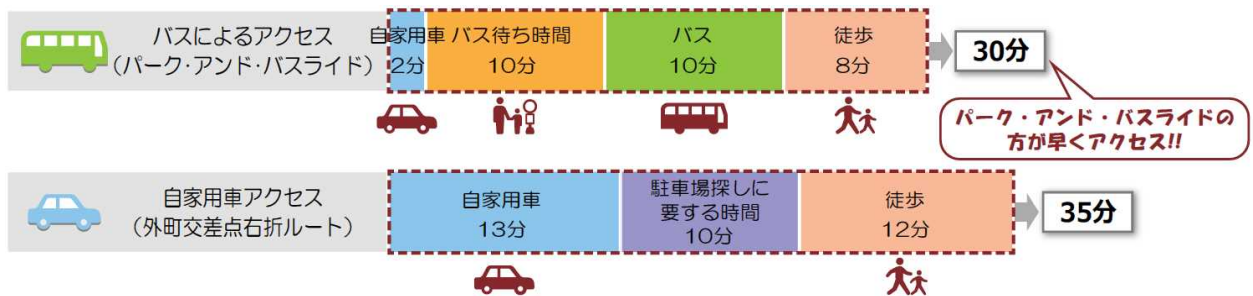 バスによるアクセス
（パーク・アンド・バスライド）
自家用車
2分
バス待ち時間
10分
バス
10分
徒歩
8分
30分
パーク・アンド・バスライドの
方が早くアクセス!!
自家用車アクセス
（外町交差点右折ルート）
自家用車
13分
駐車場探しに
要する時間
10分
徒歩
12分
35分